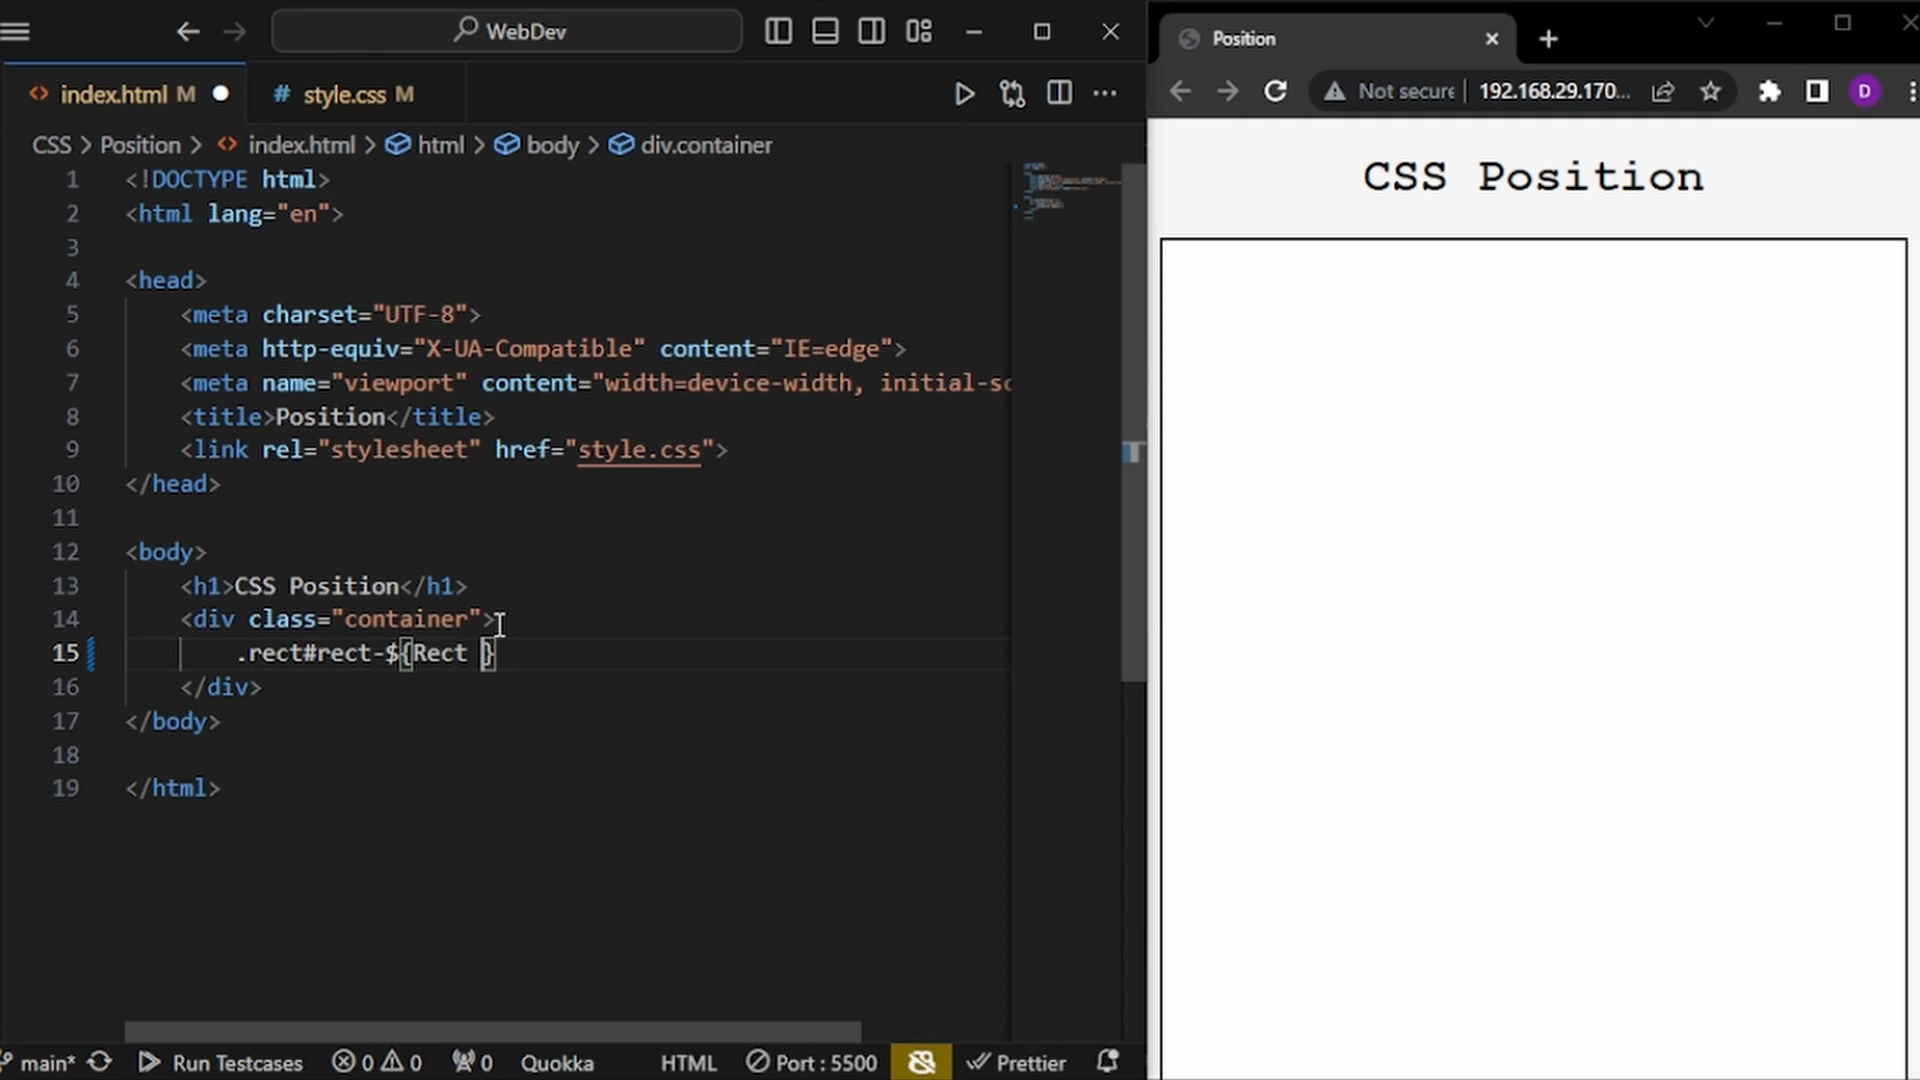 WebDev
index.html M
# style.css M
CSS > Position > <> index.html > html > body > div.container
1 <!DOCTYPE html>
2 <html lang="en">
3
4 <head>
5 <meta charset="UTF-8">
6 <meta http-equiv="X-UA-Compatible" content="IE=edge">
7 <meta name="viewport" content="width=device-width, initial-sc
8 <title>Position</title>
9 <link rel="stylesheet" href="style.css">
10 </head>
11
12 <body>
13 <h1>CSS Position</h1>
14 <div class="container">
15 .rect#rect-${Rect }
16 </div>
17 </body>
18
19 </html>
main* Run Testcases 0 0 0 Quokka HTML Port : 5500 Prettier
Position
Not secure 192.168.29.170... D
CSS Position